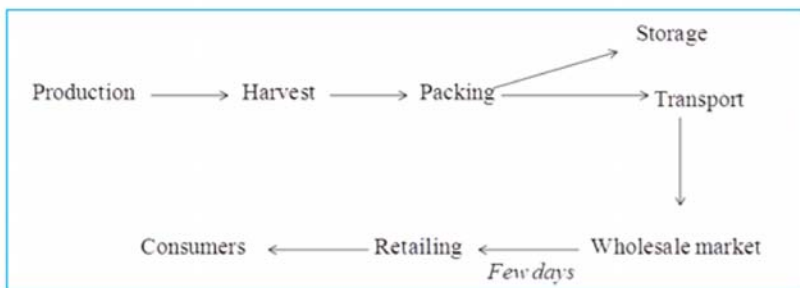 Storage
Production
Harvest
Packing
Transport
Consumers
Retailing
Few days
Wholesale market